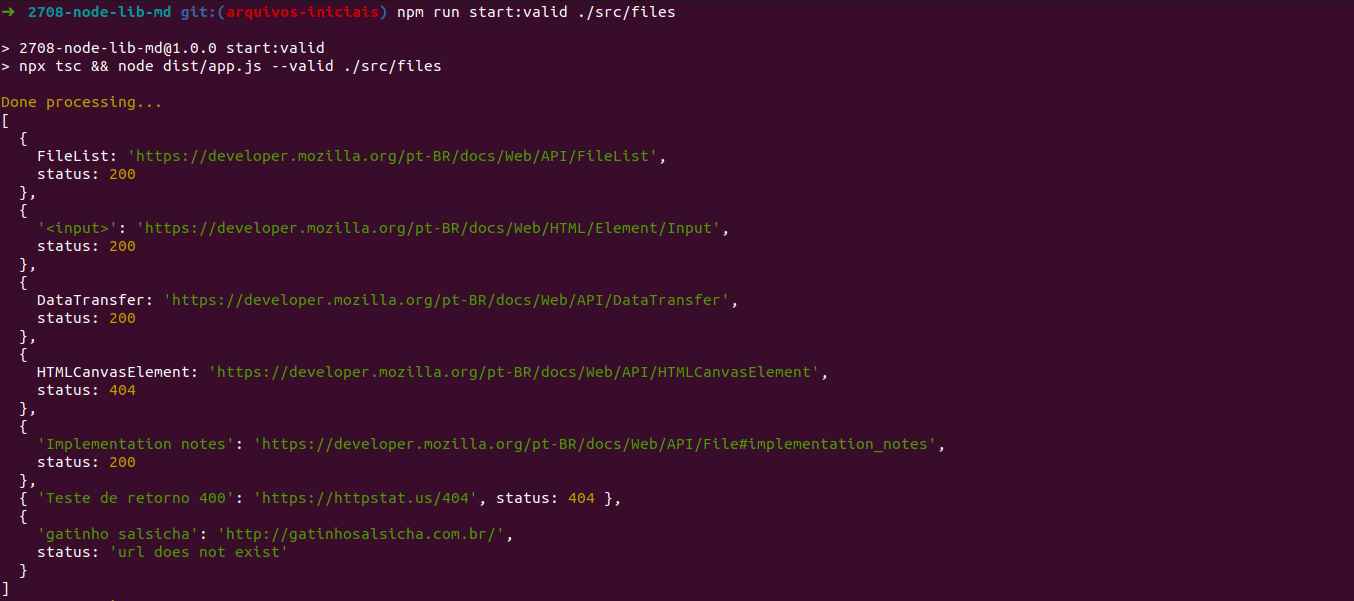 → 2708-node-lib-md git:(arquivos-iniciais) npm run start:valid ./src/files
> 2708-node-lib-md@1.0.0 start:valid
> npx tsc && node dist/app.js --valid ./src/files
Done processing...
[
  {
    FileList: 'https://developer.mozilla.org/pt-BR/docs/Web/API/FileList',
    status: 200
  },
  {
    '<input>': 'https://developer.mozilla.org/pt-BR/docs/Web/HTML/Element/Input',
    status: 200
  },
  {
    DataTransfer: 'https://developer.mozilla.org/pt-BR/docs/Web/API/DataTransfer',
    status: 200
  },
  {
    HTMLCanvasElement: 'https://developer.mozilla.org/pt-BR/docs/Web/API/HTMLCanvasElement',
    status: 404
  },
  {
    'Implementation notes': 'https://developer.mozilla.org/pt-BR/docs/Web/API/File#implementation_notes',
    status: 200
  },
  { 'Teste de retorno 400': 'https://httpstat.us/404', status: 404 },
  {
    'gatinho salsicha': 'http://gatinhosalsicha.com.br/',
    status: 'url does not exist'
  }
]